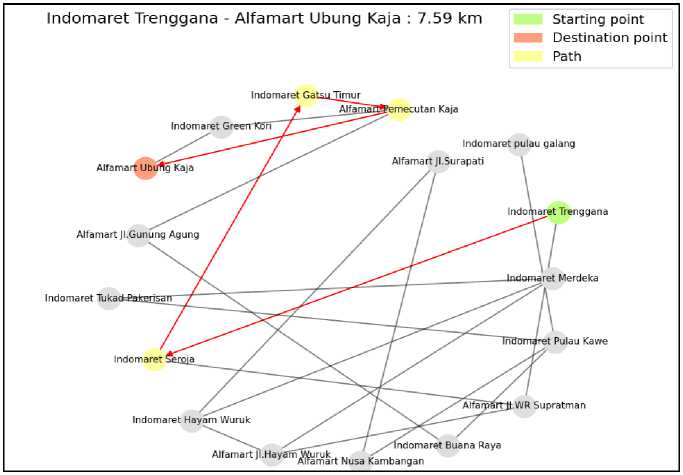 Indomaret Trenggana - Alfamart Ubung Kaja : 7.59 km
Starting point
Destination point
Path
Indomaret Gatsu Timur
Alfamart Pemecutan Kaja
Indomaret Green Kori
Indomaret pulau galang
Alfamart Jl.Surapati
Alfamart Ubung Kaja
Indomaret Trenggana
Alfamart Jl.Gunung Agung
Indomaret Merdeka
Indomaret Tukad Pakerisan
Indomaret Pulau Kawe
Indomaret Seroja
Alfamart Jl.WR Supratman
Indomaret Hayam Wuruk
Indomaret Buana Raya
Alfamart Jl.Hayam Wuruk
Alfamart Nusa Kambangan